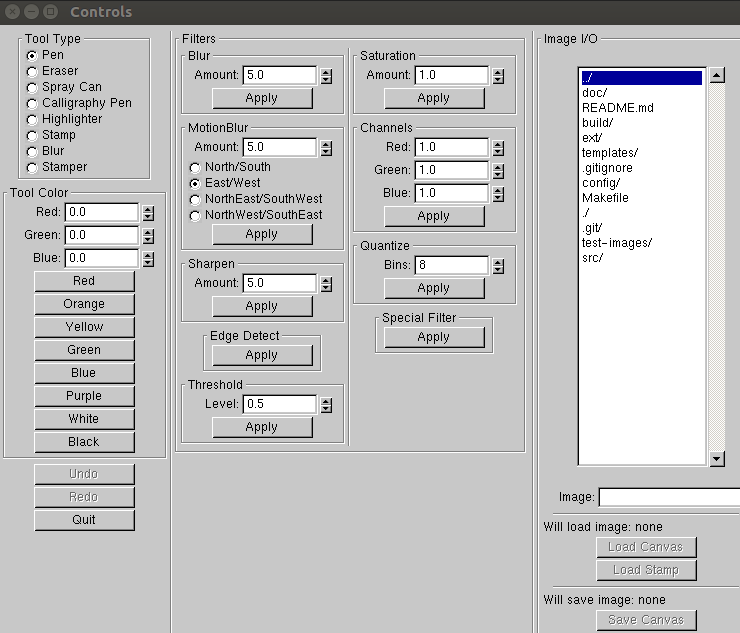 Controls
Tool Type
Pen
Eraser
Spray Can
Calligraphy Pen
Highlighter
Stamp
Blur
Stamper
Tool Color
Red: 0.0
Green: 0.0
Blue: 0.0
Red
Orange
Yellow
Green
Blue
Purple
White
Black
Undo
Redo
Quit
Filters
Blur
Amount: 5.0
Apply
MotionBlur
Amount: 5.0
North/South
East/West
NorthEast/SouthWest
NorthWest/SouthEast
Apply
Sharpen
Amount: 5.0
Apply
Edge Detect
Apply
Threshold
Level: 0.5
Apply
Saturation
Amount: 1.0
Apply
Channels
Red: 1.0
Green: 1.0
Blue: 1.0
Apply
Quantize
Bins: 8
Apply
Special Filter
Apply
Image I/O
../
doc/
README.md
build/
ext/
templates/
.gitignore
config/
Makefile
./
.git/
test-images/
src/
Image:
Will load image: none
Load Canvas
Load Stamp
Will save image: none
Save Canvas